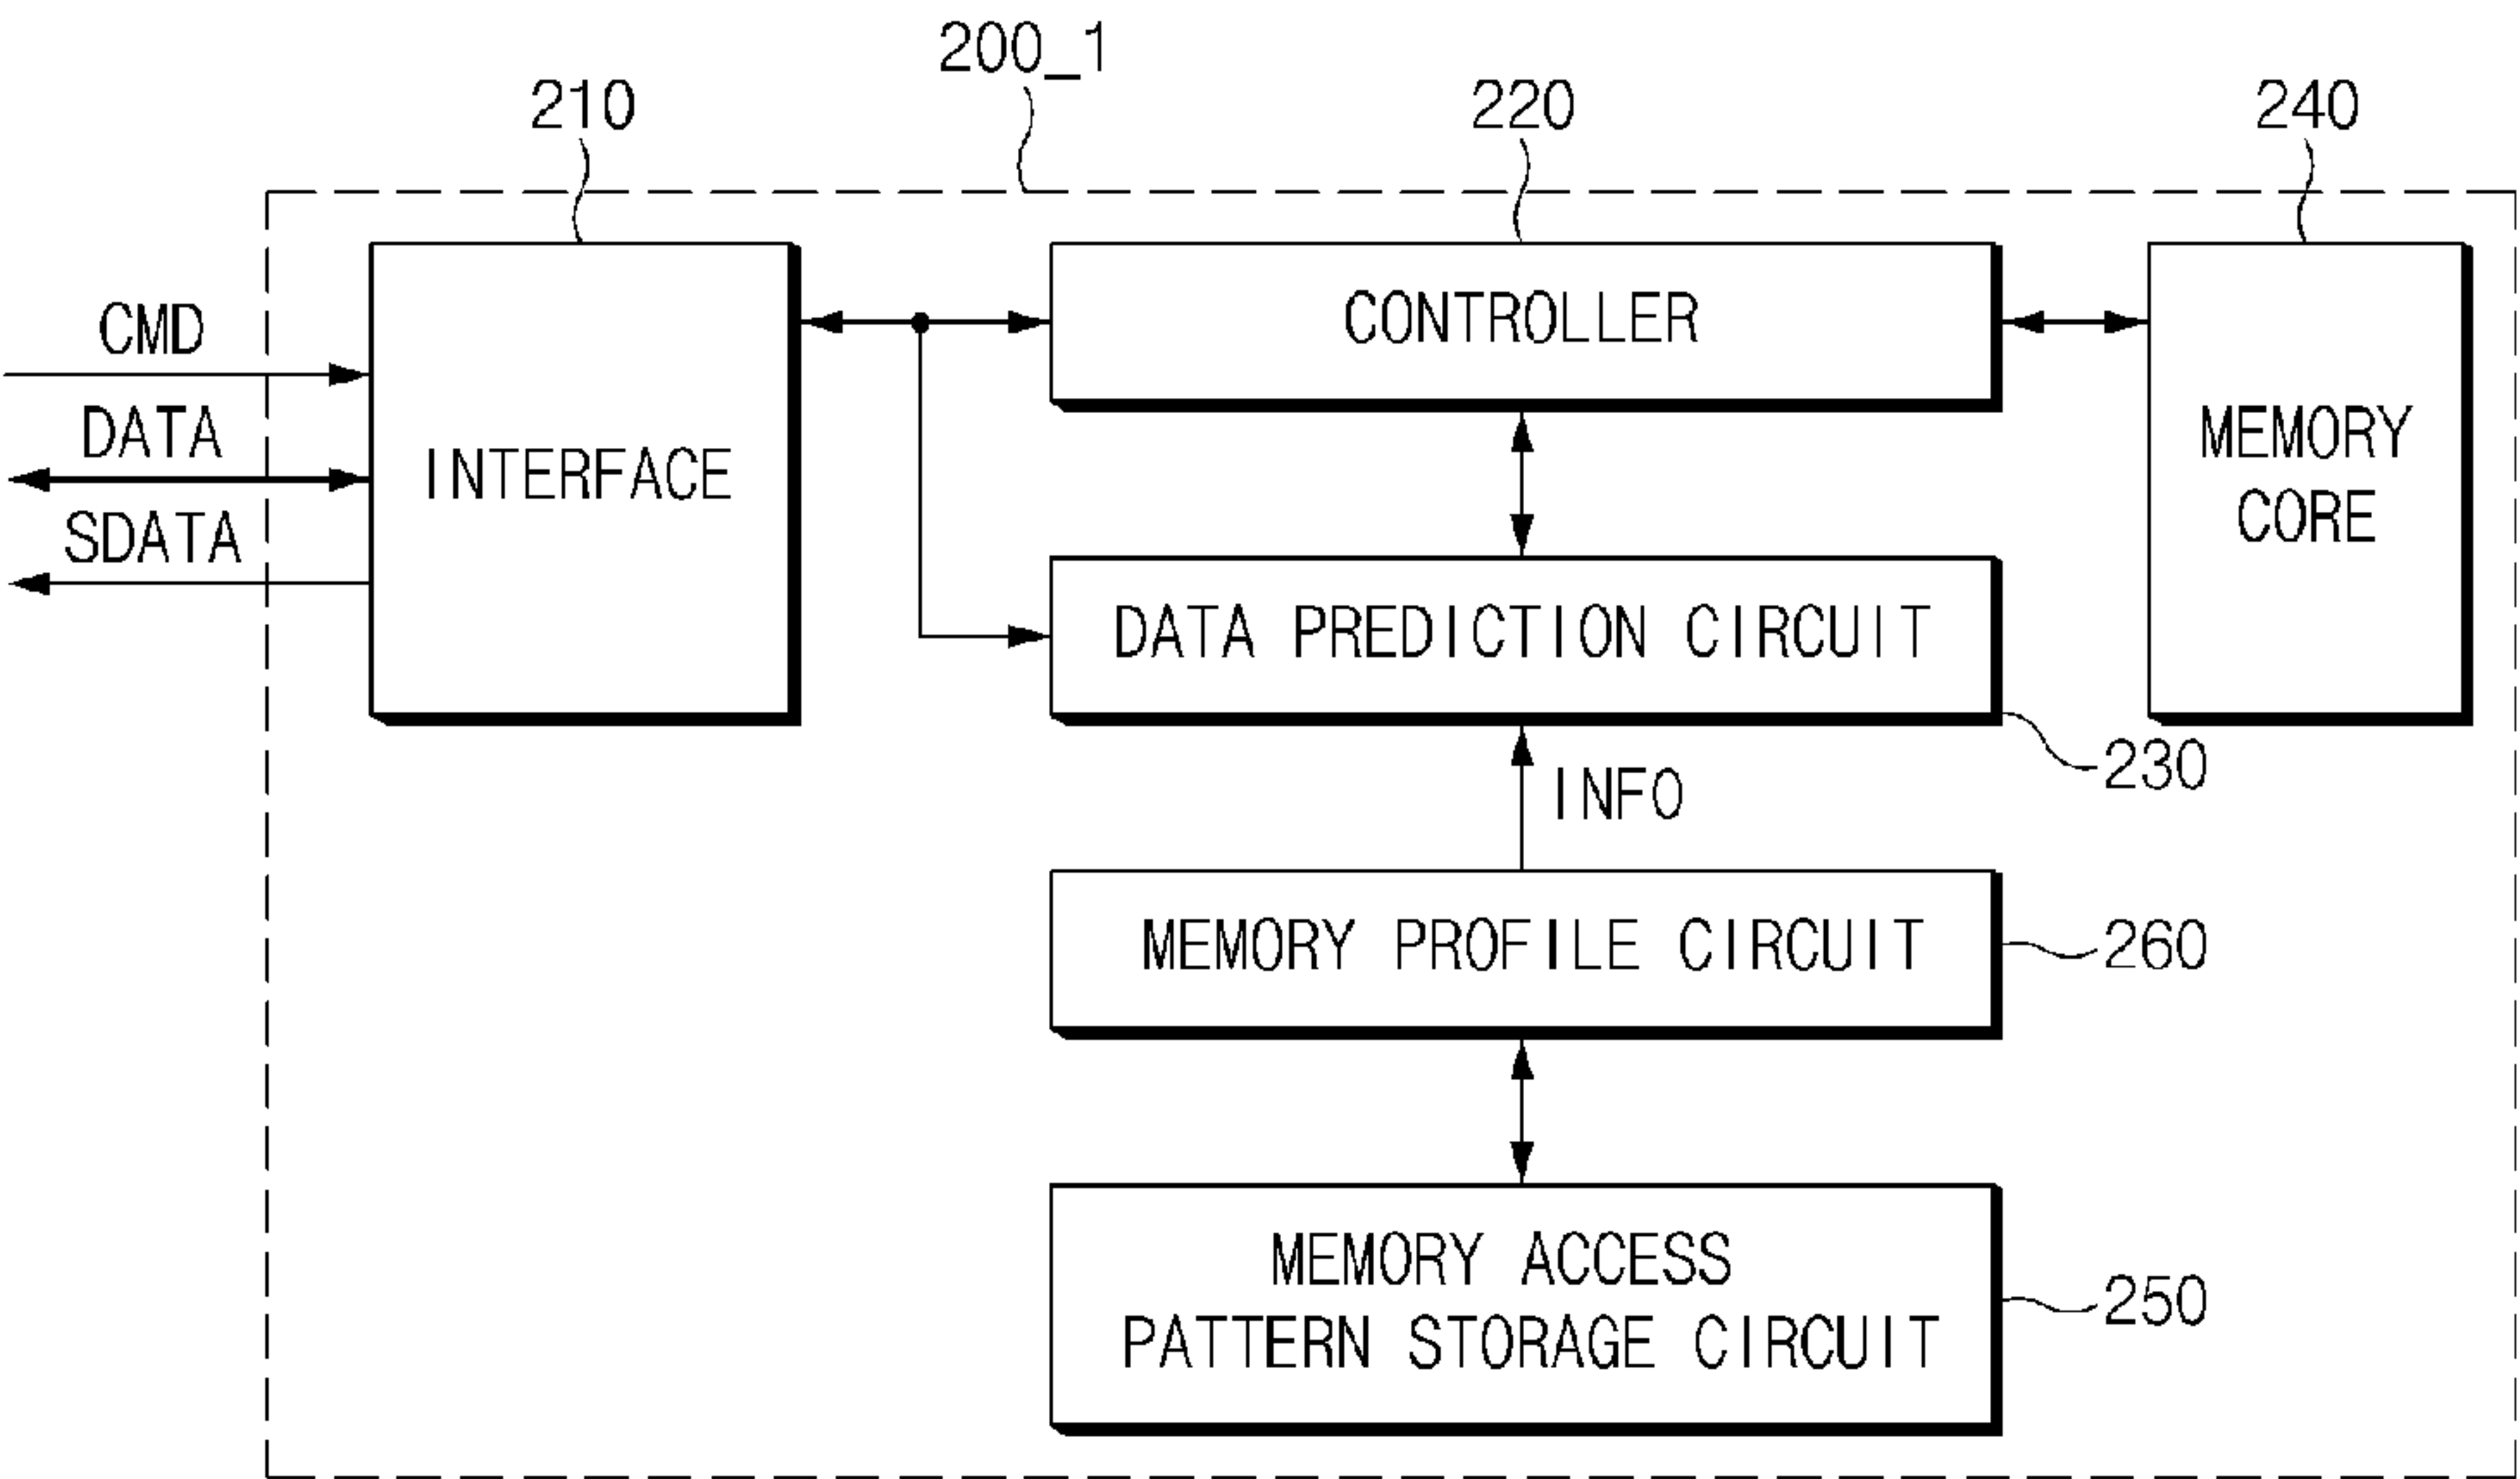 200_1
210
220
240
CMD
DATA
SDATA
INTERFACE
CONTROLLER
MEMORY
CORE
DATA PREDICTION CIRCUIT
230
INFO
MEMORY PROFILE CIRCUIT
260
MEMORY ACCESS
PATTERN STORAGE CIRCUIT
250